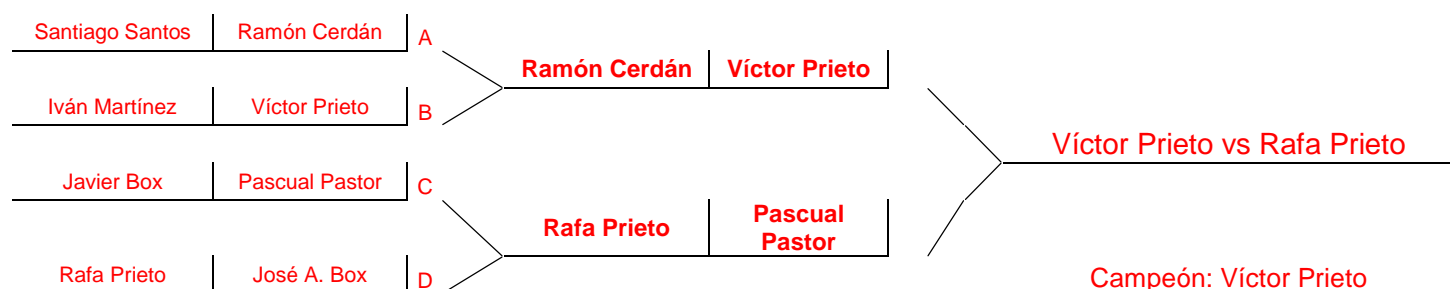 Santiago Santos Ramón Cerdán A
Ramón Cerdán Víctor Prieto
Iván Martínez Víctor Prieto B
Víctor Prieto vs Rafa Prieto
Javier Box Pascual Pastor C
Rafa Prieto Pascual
Pastor
Rafa Prieto José A. Box D
Campeón: Víctor Prieto